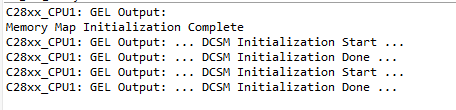 C28xx_CPU1: GEL Output:
Memory Map Initialization Complete
C28xx_CPU1: GEL Output: ... DCSM Initialization Start ...
C28xx_CPU1: GEL Output: ... DCSM Initialization Done ...
C28xx_CPU1: GEL Output: ... DCSM Initialization Start ...
C28xx_CPU1: GEL Output: ... DCSM Initialization Done ...